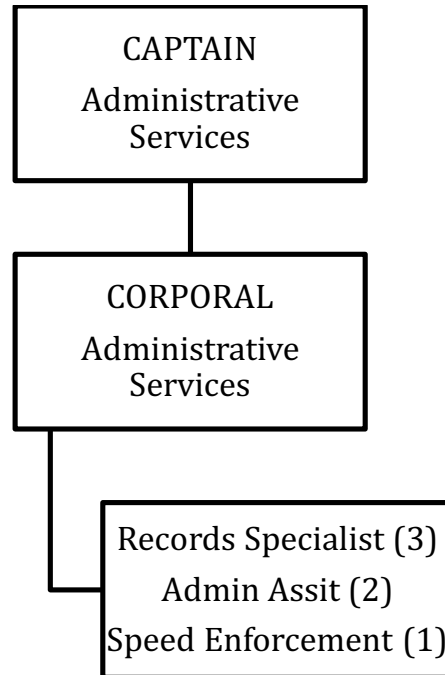 CAPTAIN
Administrative
Services
CORPORAL
Administrative
Services
Records Specialist (3)
Admin Assit (2)
Speed Enforcement (1)